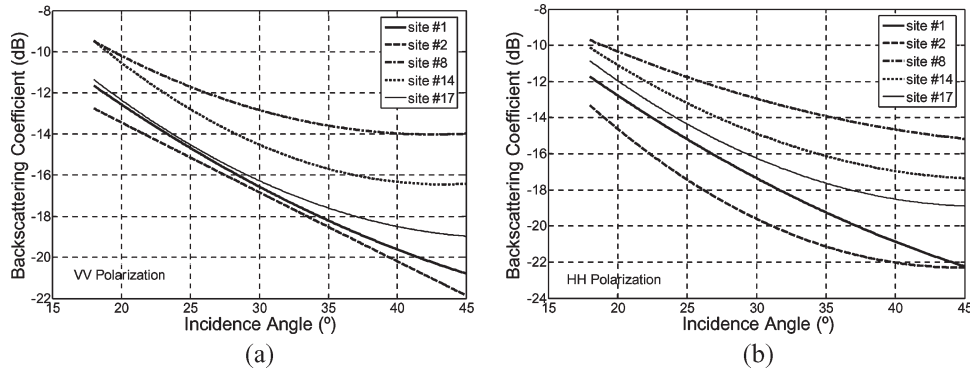 Backscattering Coefficient (dB)
-8
-10
-12
-14
-16
-18
-20
-22
site #1
site #2
site #8
site #14
site #17
VV Polarization
15 20 25 30 35 40 45
Incidence Angle (º)
(a)
Backscattering Coefficient (dB)
-8
-10
-12
-14
-16
-18
-20
-22
-24
site #1
site #2
site #8
site #14
site #17
HH Polarization
15 20 25 30 35 40 45
Incidence Angle (º)
(b)